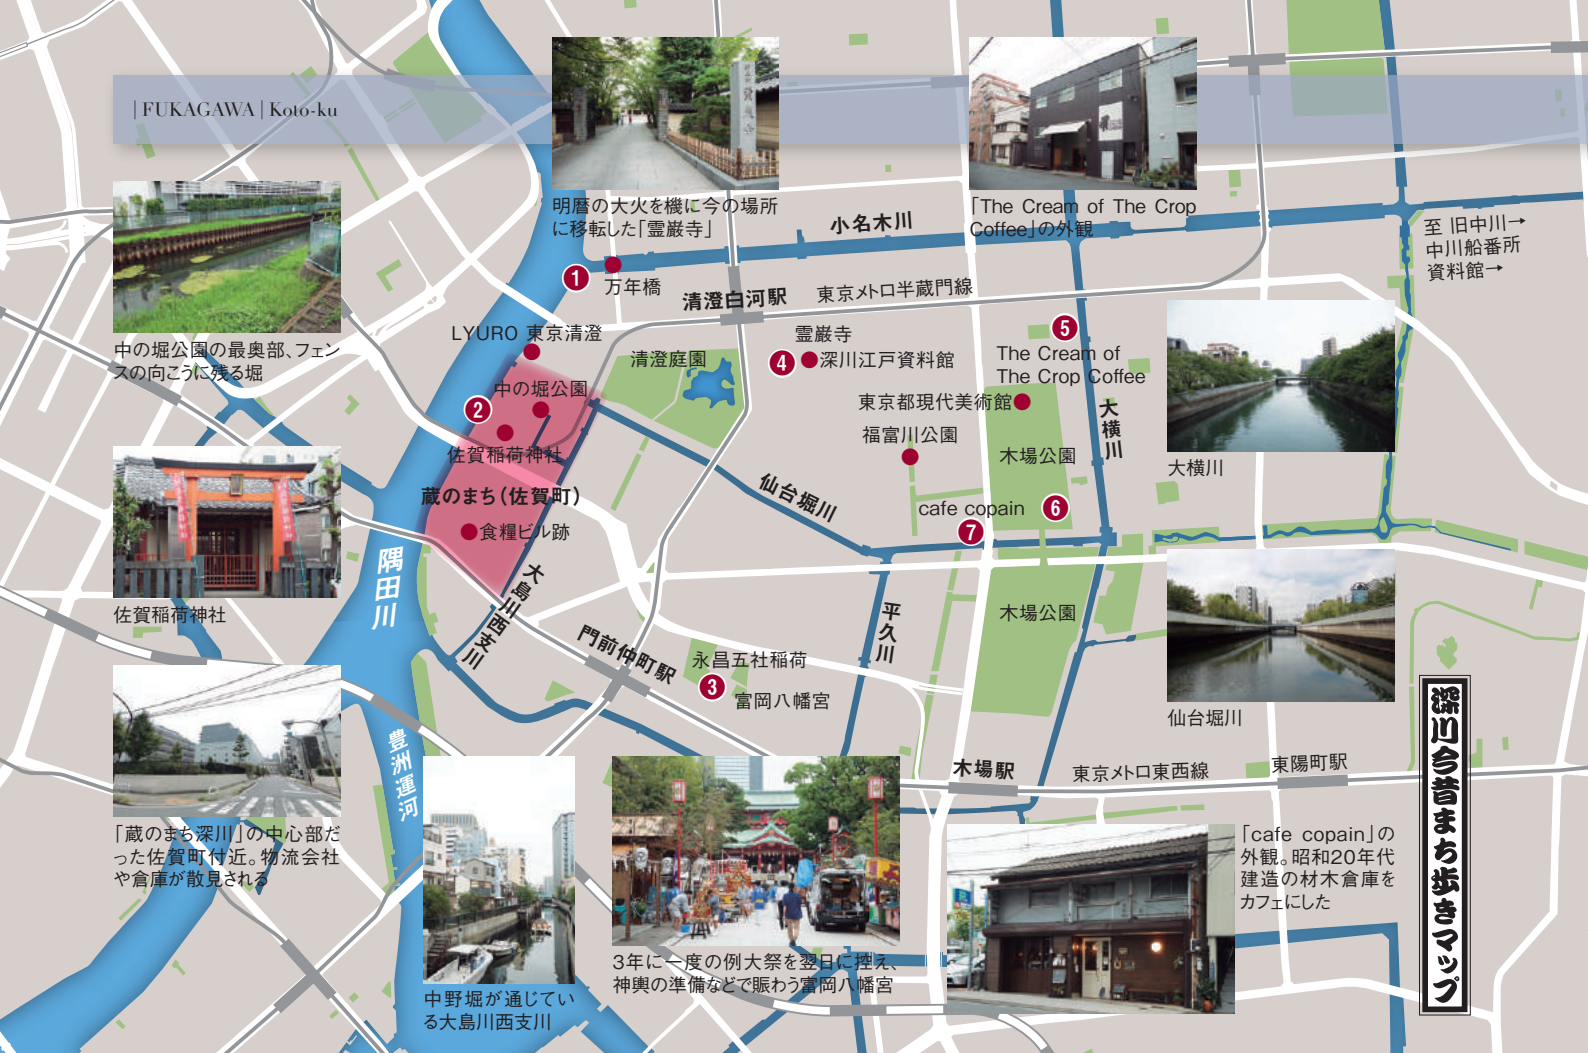 | FUKAGAWA | Koto-ku
明暦の大火を機に今の場所
に移転した「霊巌寺」
「The Cream of The Crop
Coffee」の外観
小名木川
至 旧中川→
中川船番所
資料館→
1
万年橋
清澄白河駅
東京メトロ半蔵門線
中の堀公園の最奥部、フェン
スの向こうに残る堀
LYURO 東京清澄
清澄庭園
霊巌寺
4
深川江戸資料館
5
The Cream of
The Crop Coffee
中の堀公園
2
東京都現代美術館
大横川
福富川公園
佐賀稲荷神社
木場公園
大横川
蔵のまち(佐賀町)
仙台堀川
cafe copain
6
7
食糧ビル跡
隅田川
大島川西支川
佐賀稲荷神社
平久川
木場公園
門前仲町駅
永昌五社稲荷
3
富岡八幡宮
仙台堀川
深川今昔まち歩きマップ
豊洲運河
木場駅
東京メトロ東西線
東陽町駅
「蔵のまち深川」の中心部だ
った佐賀町付近。物流会社
や倉庫が散見される
「cafe copain」の
外観。昭和20年代
建造の材木倉庫を
カフェにした
3年に一度の例大祭を翌日に控え、
神輿の準備などで賑わう富岡八幡宮
中野堀が通じてい
る大島川西支川